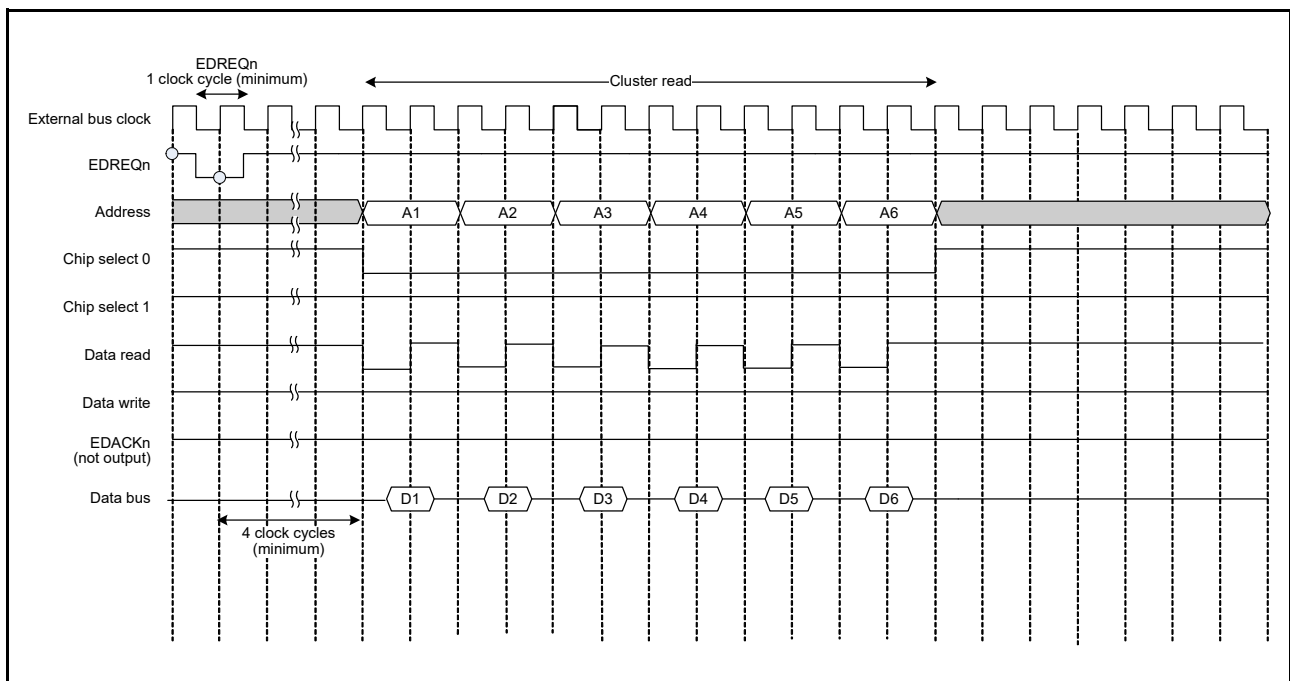 EDREQn
1 clock cycle (minimum)
Cluster read
External bus clock
EDREQn
Address
A1 A2 A3 A4 A5 A6
Chip select 0
Chip select 1
Data read
Data write
EDACKn
(not output)
Data bus
D1 D2 D3 D4 D5 D6
4 clock cycles
(minimum)